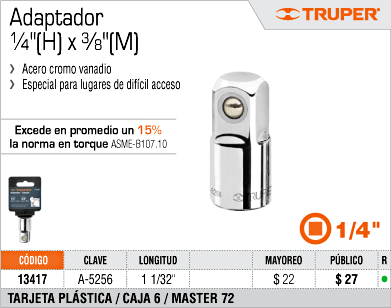 Adaptador
TRUPER®
¼"(H) x ⅜"(M)
Acero cromo vanadio
Especial para lugares de difícil acceso
Excede en promedio un 15%
la norma en torque ASME-B107.10
TRUPER
A-5256
1/4"
CÓDIGO CLAVE LONGITUD MAYOREO PÚBLICO R
13417 A-5256 1 1/32" $ 22 $ 27
TARJETA PLÁSTICA / CAJA 6 / MASTER 72